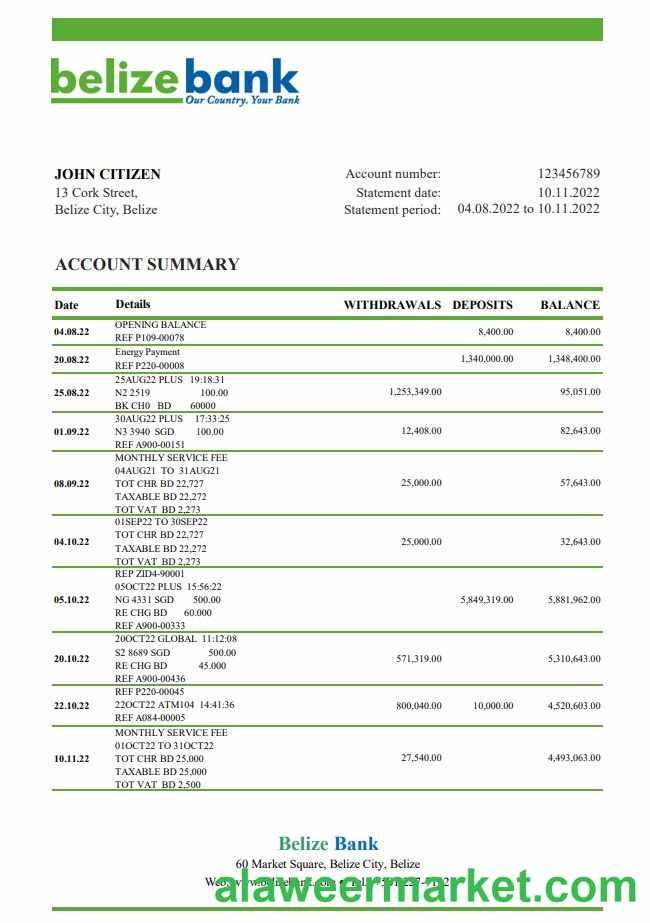 belizebank
Our Country. Your Bank
JOHN CITIZEN
13 Cork Street,
Belize City, Belize
Account number: 123456789
Statement date: 10.11.2022
Statement period: 04.08.2022 to 10.11.2022
ACCOUNT SUMMARY
Date Details WITHDRAWALS DEPOSITS BALANCE
OPENING BALANCE
04.08.22 8,400.00 8,400.00
REF P109-00078
Energy Payment
20.08.22 1,340,000.00 1,348,400.00
REF P220-00008
25AUG22 PLUS 19:18:31
25.08.22 N2 2519 100.00 1,253,349.00 95,051.00
BK CH0 BD 60000
30AUG22 PLUS 17:33:25
01.09.22 N3 3940 SGD 100.00 12,408.00 82,643.00
REF A900-00151
MONTHLY SERVICE FEE
04AUG21 TO 31AUG21
08.09.22 TOT CHR BD 22,727 25,000.00 57,643.00
TAXABLE BD 22,272
TOT VAT BD 2,273
01SEP22 TO 30SEP22
TOT CHR BD 22,727
04.10.22 25,000.00 32,643.00
TAXABLE BD 22,272
TOT VAT BD 2,273
REP ZID4-90001
05OCT22 PLUS 15:56:22
05.10.22 NG 4331 SGD 500.00 5,849,319.00 5,881,962.00
RE CHG BD 60.000
REF A900-00333
20OCT22 GLOBAL 11:12:08
S2 8689 SGD 500.00
20.10.22 571,319.00 5,310,643.00
RE CHG BD 45.000
REF A900-00436
REF P220-00045
22.10.22 22OCT22 ATM104 14:41:36 800,040.00 10,000.00 4,520,603.00
REF A084-00005
MONTHLY SERVICE FEE
01OCT22 TO 31OCT22
10.11.22 TOT CHR BD 25,000 27,540.00 4,493,063.00
TAXABLE BD 25,000
TOT VAT BD 2,500
Belize Bank
60 Market Square, Belize City, Belize
alaweermarket.com